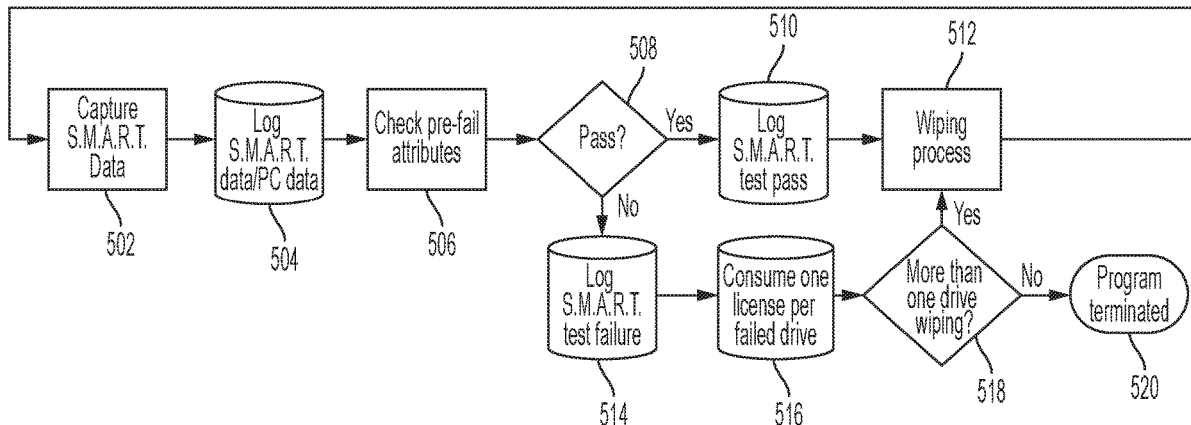 508
510
512
Capture
S.M.A.R.T.
Data
Log
S.M.A.R.T.
data/PC data
Check pre-fail
attributes
Pass?
Yes
Log
S.M.A.R.T.
test pass
Wiping
process
502
504
506
No
Yes
Log
S.M.A.R.T.
test failure
Consume one
license per
failed drive
More than
one drive
wiping?
No
Program
terminated
514
516
518
520